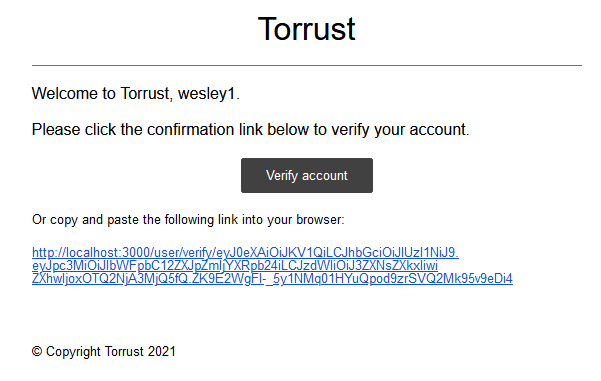 Torrust
Welcome to Torrust, wesley1.
Please click the confirmation link below to verify your account.
Verify account
Or copy and paste the following link into your browser:
http://localhost:3000/user/verify/eyJ0eXAiOiJKV1QiLCJhbGciOiJIUzI1NiJ9.
eyJpc3MiOiJlbWFpbC12ZXJpZmljYXRpb24iLCJzdWIiOiJ3ZXNsZXkxIiwi
ZXhwIjoxOTQ2NjA3MjQ5fQ.ZK9E2WgFI-_5y1NMq01HYuQpod9zrSVQ2Mk95v9eDi4
© Copyright Torrust 2021